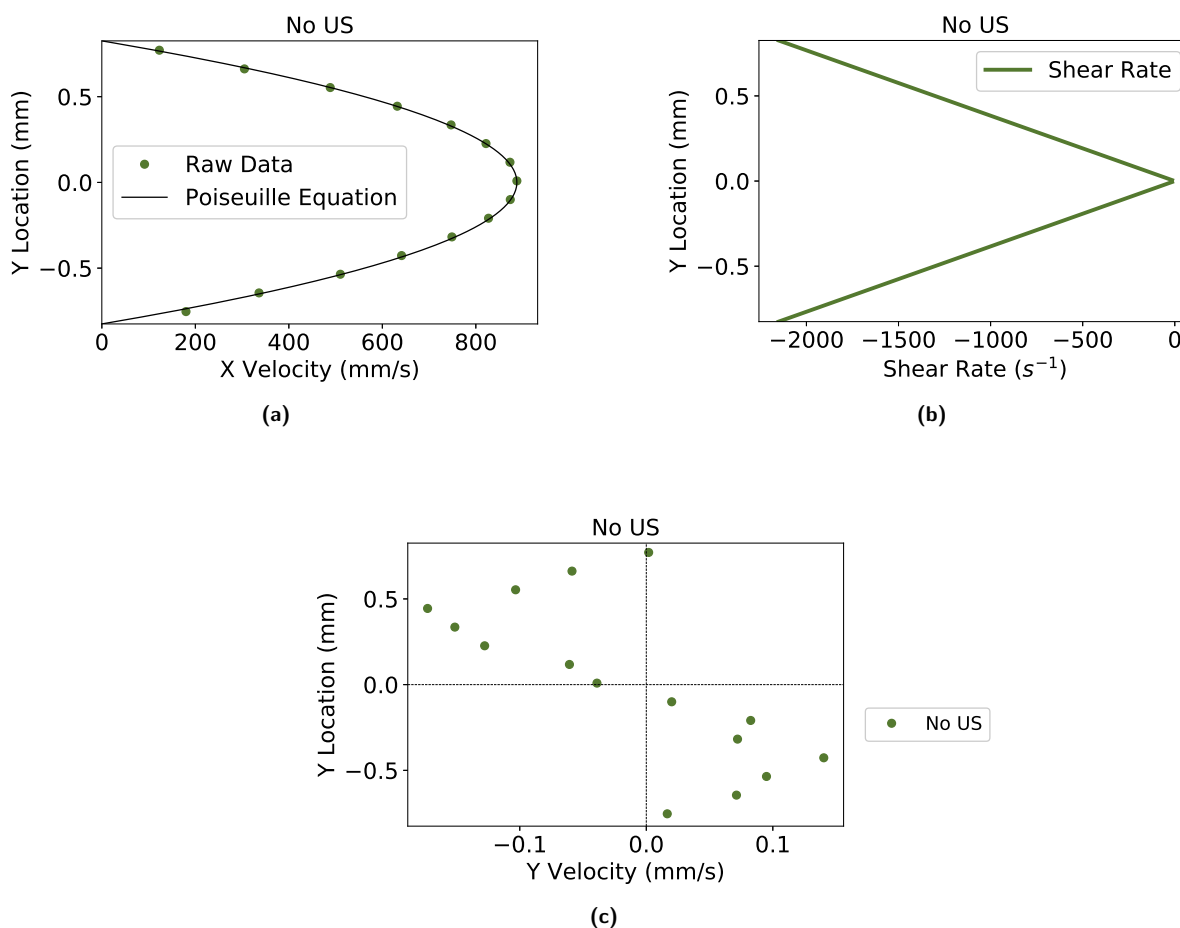 No US
Y Location (mm)
0.5
0.0
−0.5
Raw Data
Poiseuille Equation
0 200 400 600 800
X Velocity (mm/s)
(a)
No US
Y Location (mm)
0.5
0.0
−0.5
Shear Rate
−2000 −1500 −1000 −500 0
Shear Rate (s⁻¹)
(b)
No US
Y Location (mm)
0.5
0.0
−0.5
No US
−0.1 0.0 0.1
Y Velocity (mm/s)
(c)